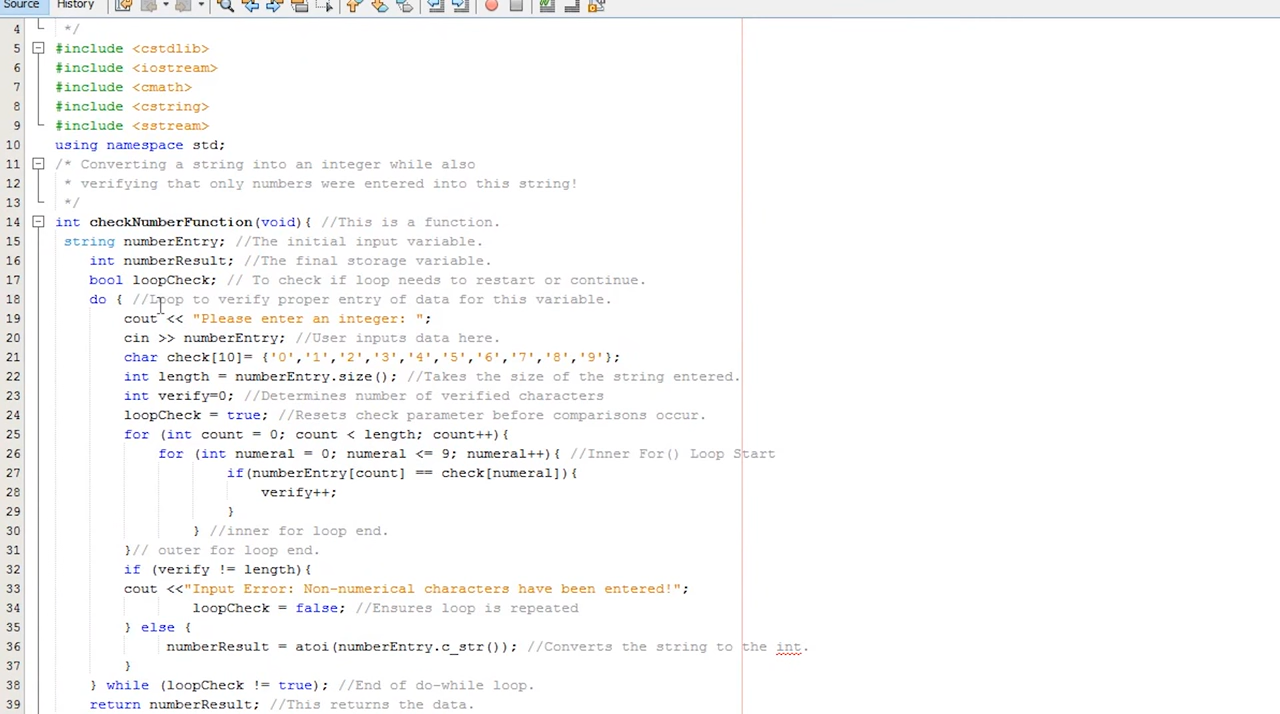 Source History
4 */
5 #include <cstdlib>
6 #include <iostream>
7 #include <cmath>
8 #include <cstring>
9 #include <sstream>
10 using namespace std;
11 /* Converting a string into an integer while also
12 * verifying that only numbers were entered into this string!
13 */
14 int checkNumberFunction(void){ //This is a function.
15 string numberEntry; //The initial input variable.
16 int numberResult; //The final storage variable.
17 bool loopCheck; // To check if loop needs to restart or continue.
18 do { //Loop to verify proper entry of data for this variable.
19 cout << "Please enter an integer: ";
20 cin >> numberEntry; //User inputs data here.
21 char check[10]= {'0','1','2','3','4','5','6','7','8','9'};
22 int length = numberEntry.size(); //Takes the size of the string entered.
23 int verify=0; //Determines number of verified characters
24 loopCheck = true; //Resets check parameter before comparisons occur.
25 for (int count = 0; count < length; count++){
26 for (int numeral = 0; numeral <= 9; numeral++){ //Inner For() Loop Start
27 if(numberEntry[count] == check[numeral]){
28 verify++;
29 }
30 } //inner for loop end.
31 }// outer for loop end.
32 if (verify != length){
33 cout <<"Input Error: Non-numerical characters have been entered!";
34 loopCheck = false; //Ensures loop is repeated
35 } else {
36 numberResult = atoi(numberEntry.c_str()); //Converts the string to the int.
37 }
38 } while (loopCheck != true); //End of do-while loop.
39 return numberResult; //This returns the data.